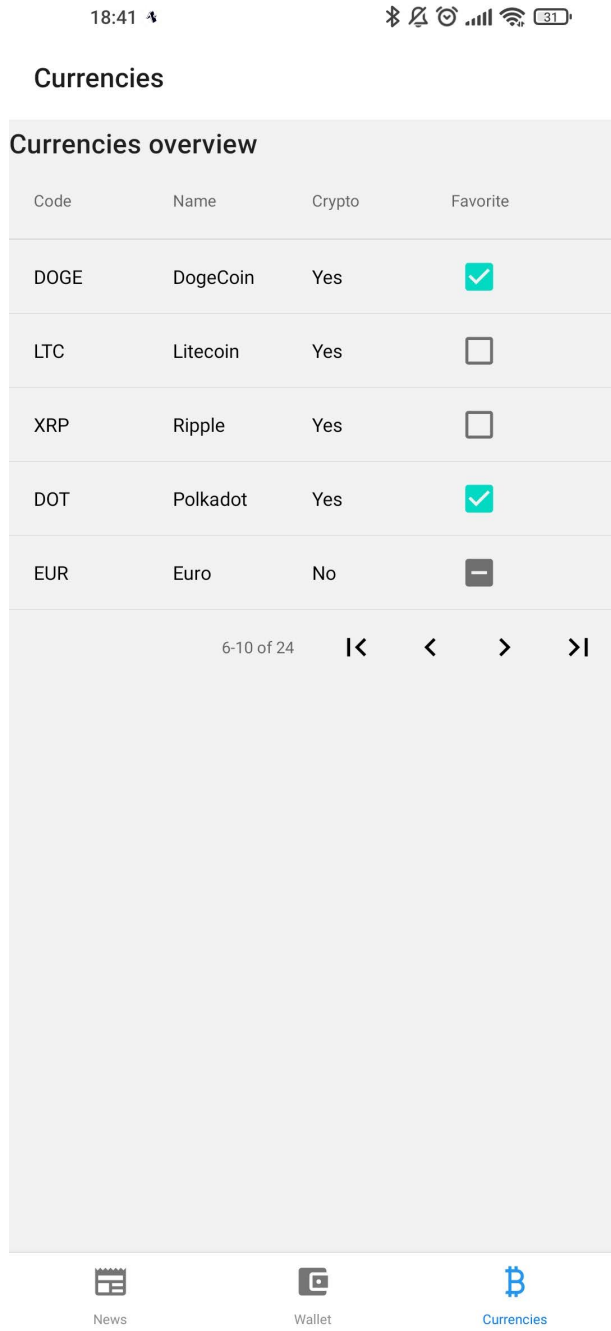 18:41
31
Currencies
Currencies overview
Code Name Crypto Favorite
DOGE DogeCoin Yes
LTC Litecoin Yes
XRP Ripple Yes
DOT Polkadot Yes
EUR Euro No
6-10 of 24
News Wallet Currencies